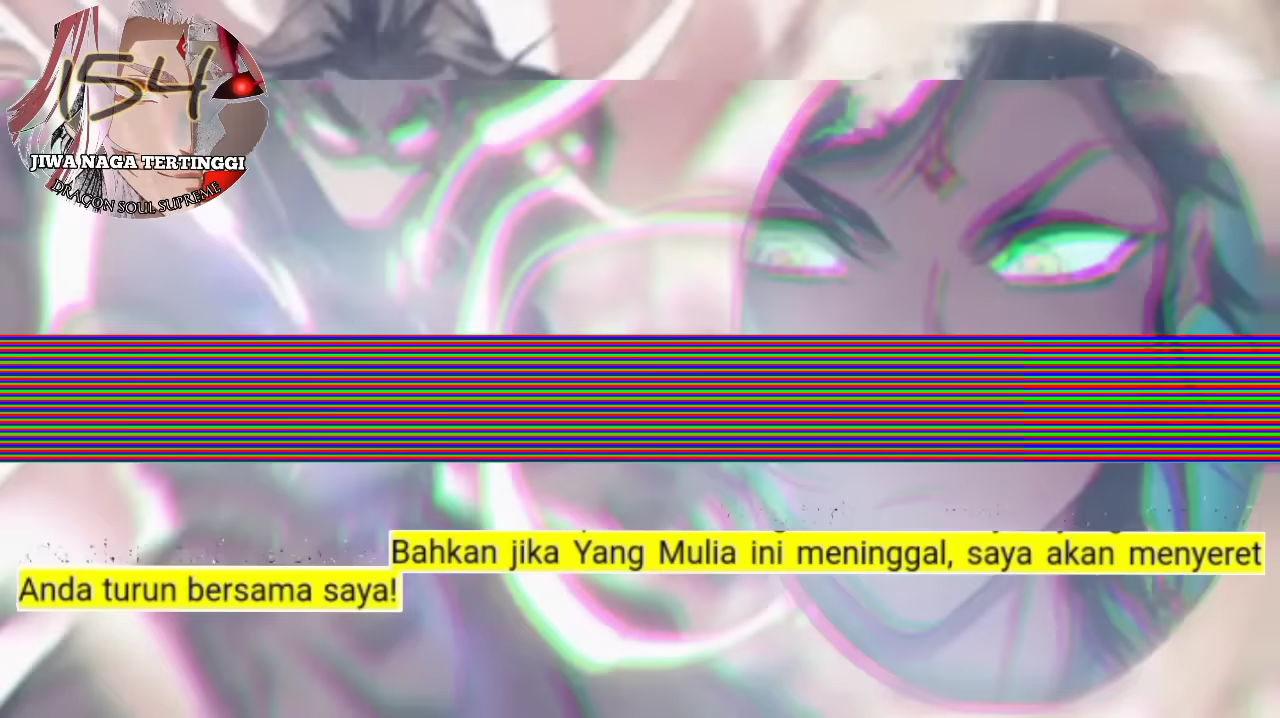 154
JIWA NAGA TERTINGGI
DRAGON SOUL SUPREME
Bahkan jika Yang Mulia ini meninggal, saya akan menyeret
Anda turun bersama saya!